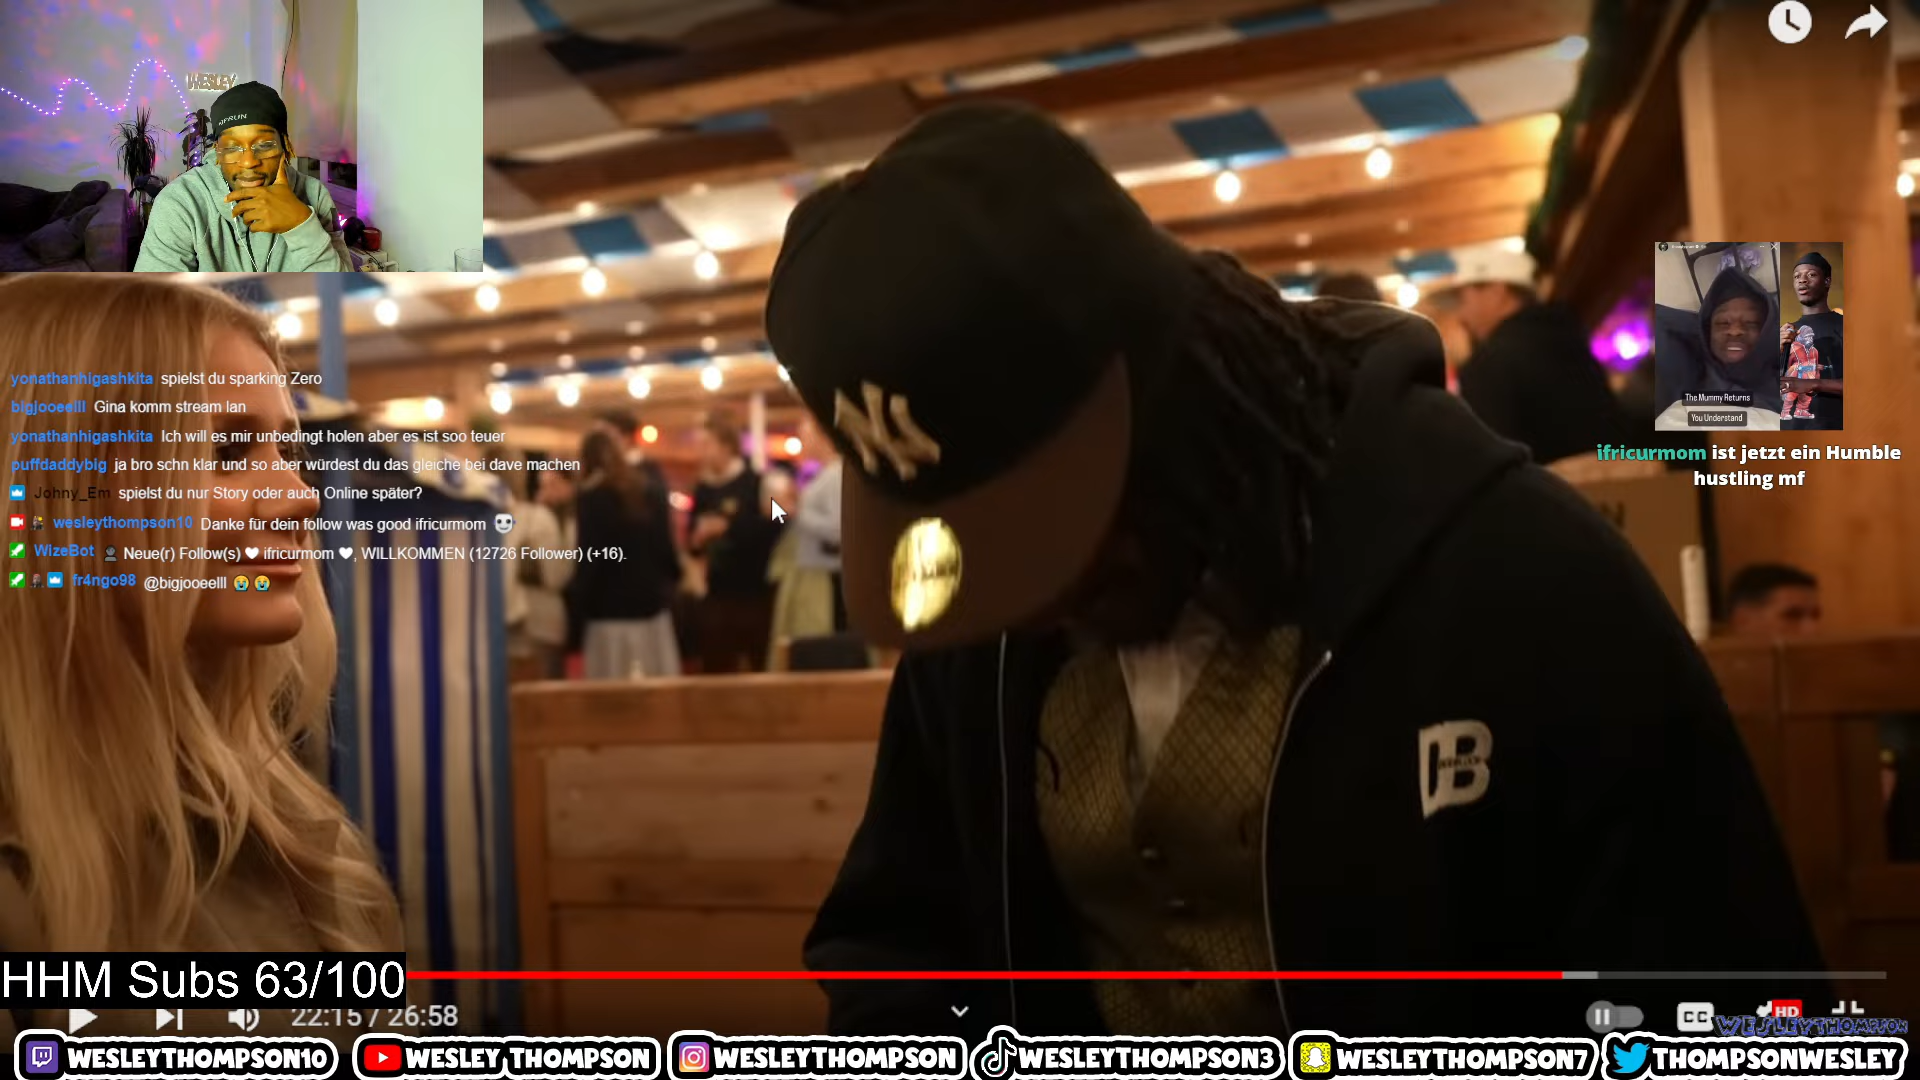 WESLEY
yonathanhigashkita spielst du sparking Zero
bigjooeelll Gina komm stream lan
yonathanhigashkita Ich will es mir unbedingt holen aber es ist soo teuer
puffdaddybig ja bro schn klar und so aber würdest du das gleiche bei dave machen
Johny_Em spielst du nur Story oder auch Online später?
wesleythompson10 Danke für dein follow was good ifricurmom
WizeBot Neue(r) Follow(s) ♥ ifricurmom ♥, WILLKOMMEN (12726 Follower) (+16).
fr4ngo98 @bigjooeelll 😭 😭
The Mummy Returns
You Understand
ifricurmom ist jetzt ein Humble
hustling mf
NY
B
HHM Subs 63/100
22:15 / 26:58
CC
HD
WESLEYTHOMPSON
WESLEYTHOMPSON10
WESLEY THOMPSON
WESLEYTHOMPSON
WESLEYTHOMPSON3
WESLEYTHOMPSON7
THOMPSONWESLEY